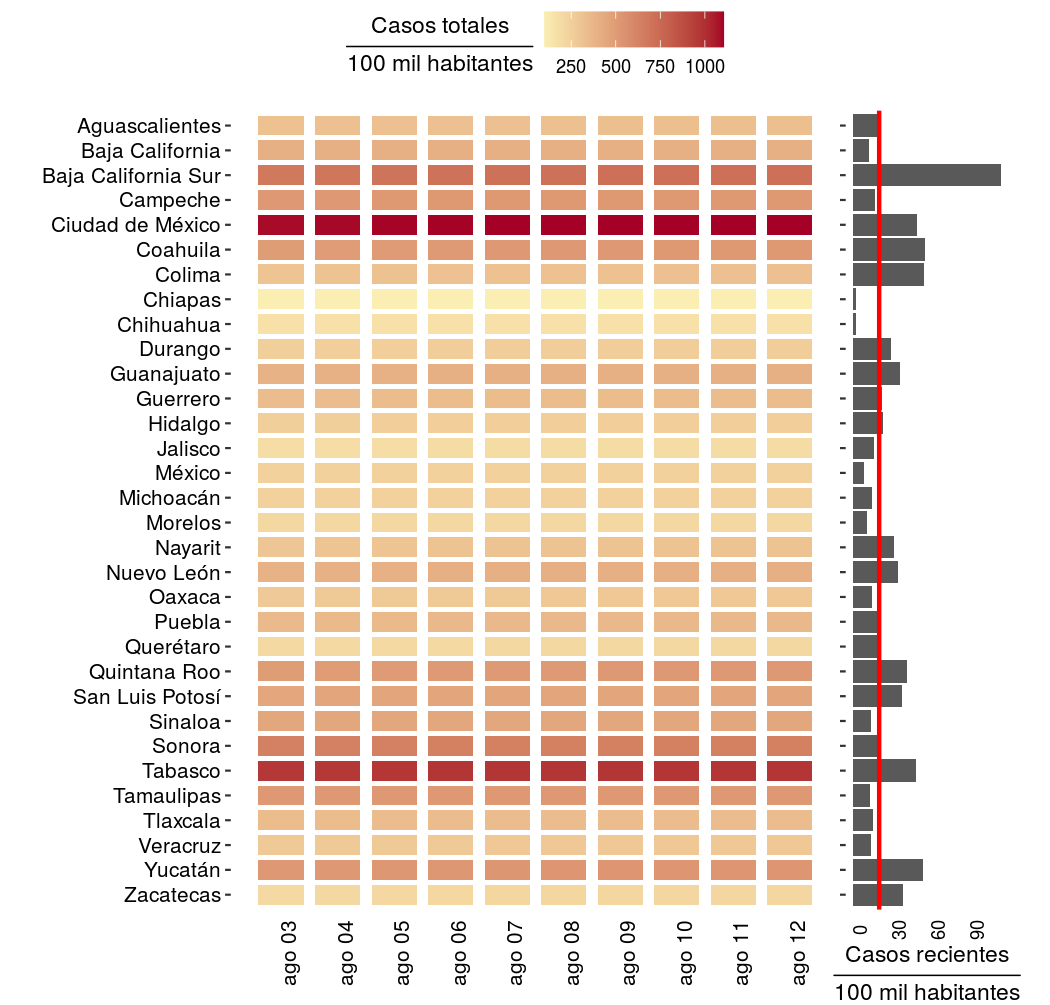 Casos totales
100 mil habitantes
250 500 750 1000
Aguascalientes
Baja California
Baja California Sur
Campeche
Ciudad de México
Coahuila
Colima
Chiapas
Chihuahua
Durango
Guanajuato
Guerrero
Hidalgo
Jalisco
México
Michoacán
Morelos
Nayarit
Nuevo León
Oaxaca
Puebla
Querétaro
Quintana Roo
San Luis Potosí
Sinaloa
Sonora
Tabasco
Tamaulipas
Tlaxcala
Veracruz
Yucatán
Zacatecas
ago 03
ago 04
ago 05
ago 06
ago 07
ago 08
ago 09
ago 10
ago 11
ago 12
0
30
60
90
Casos recientes
100 mil habitantes